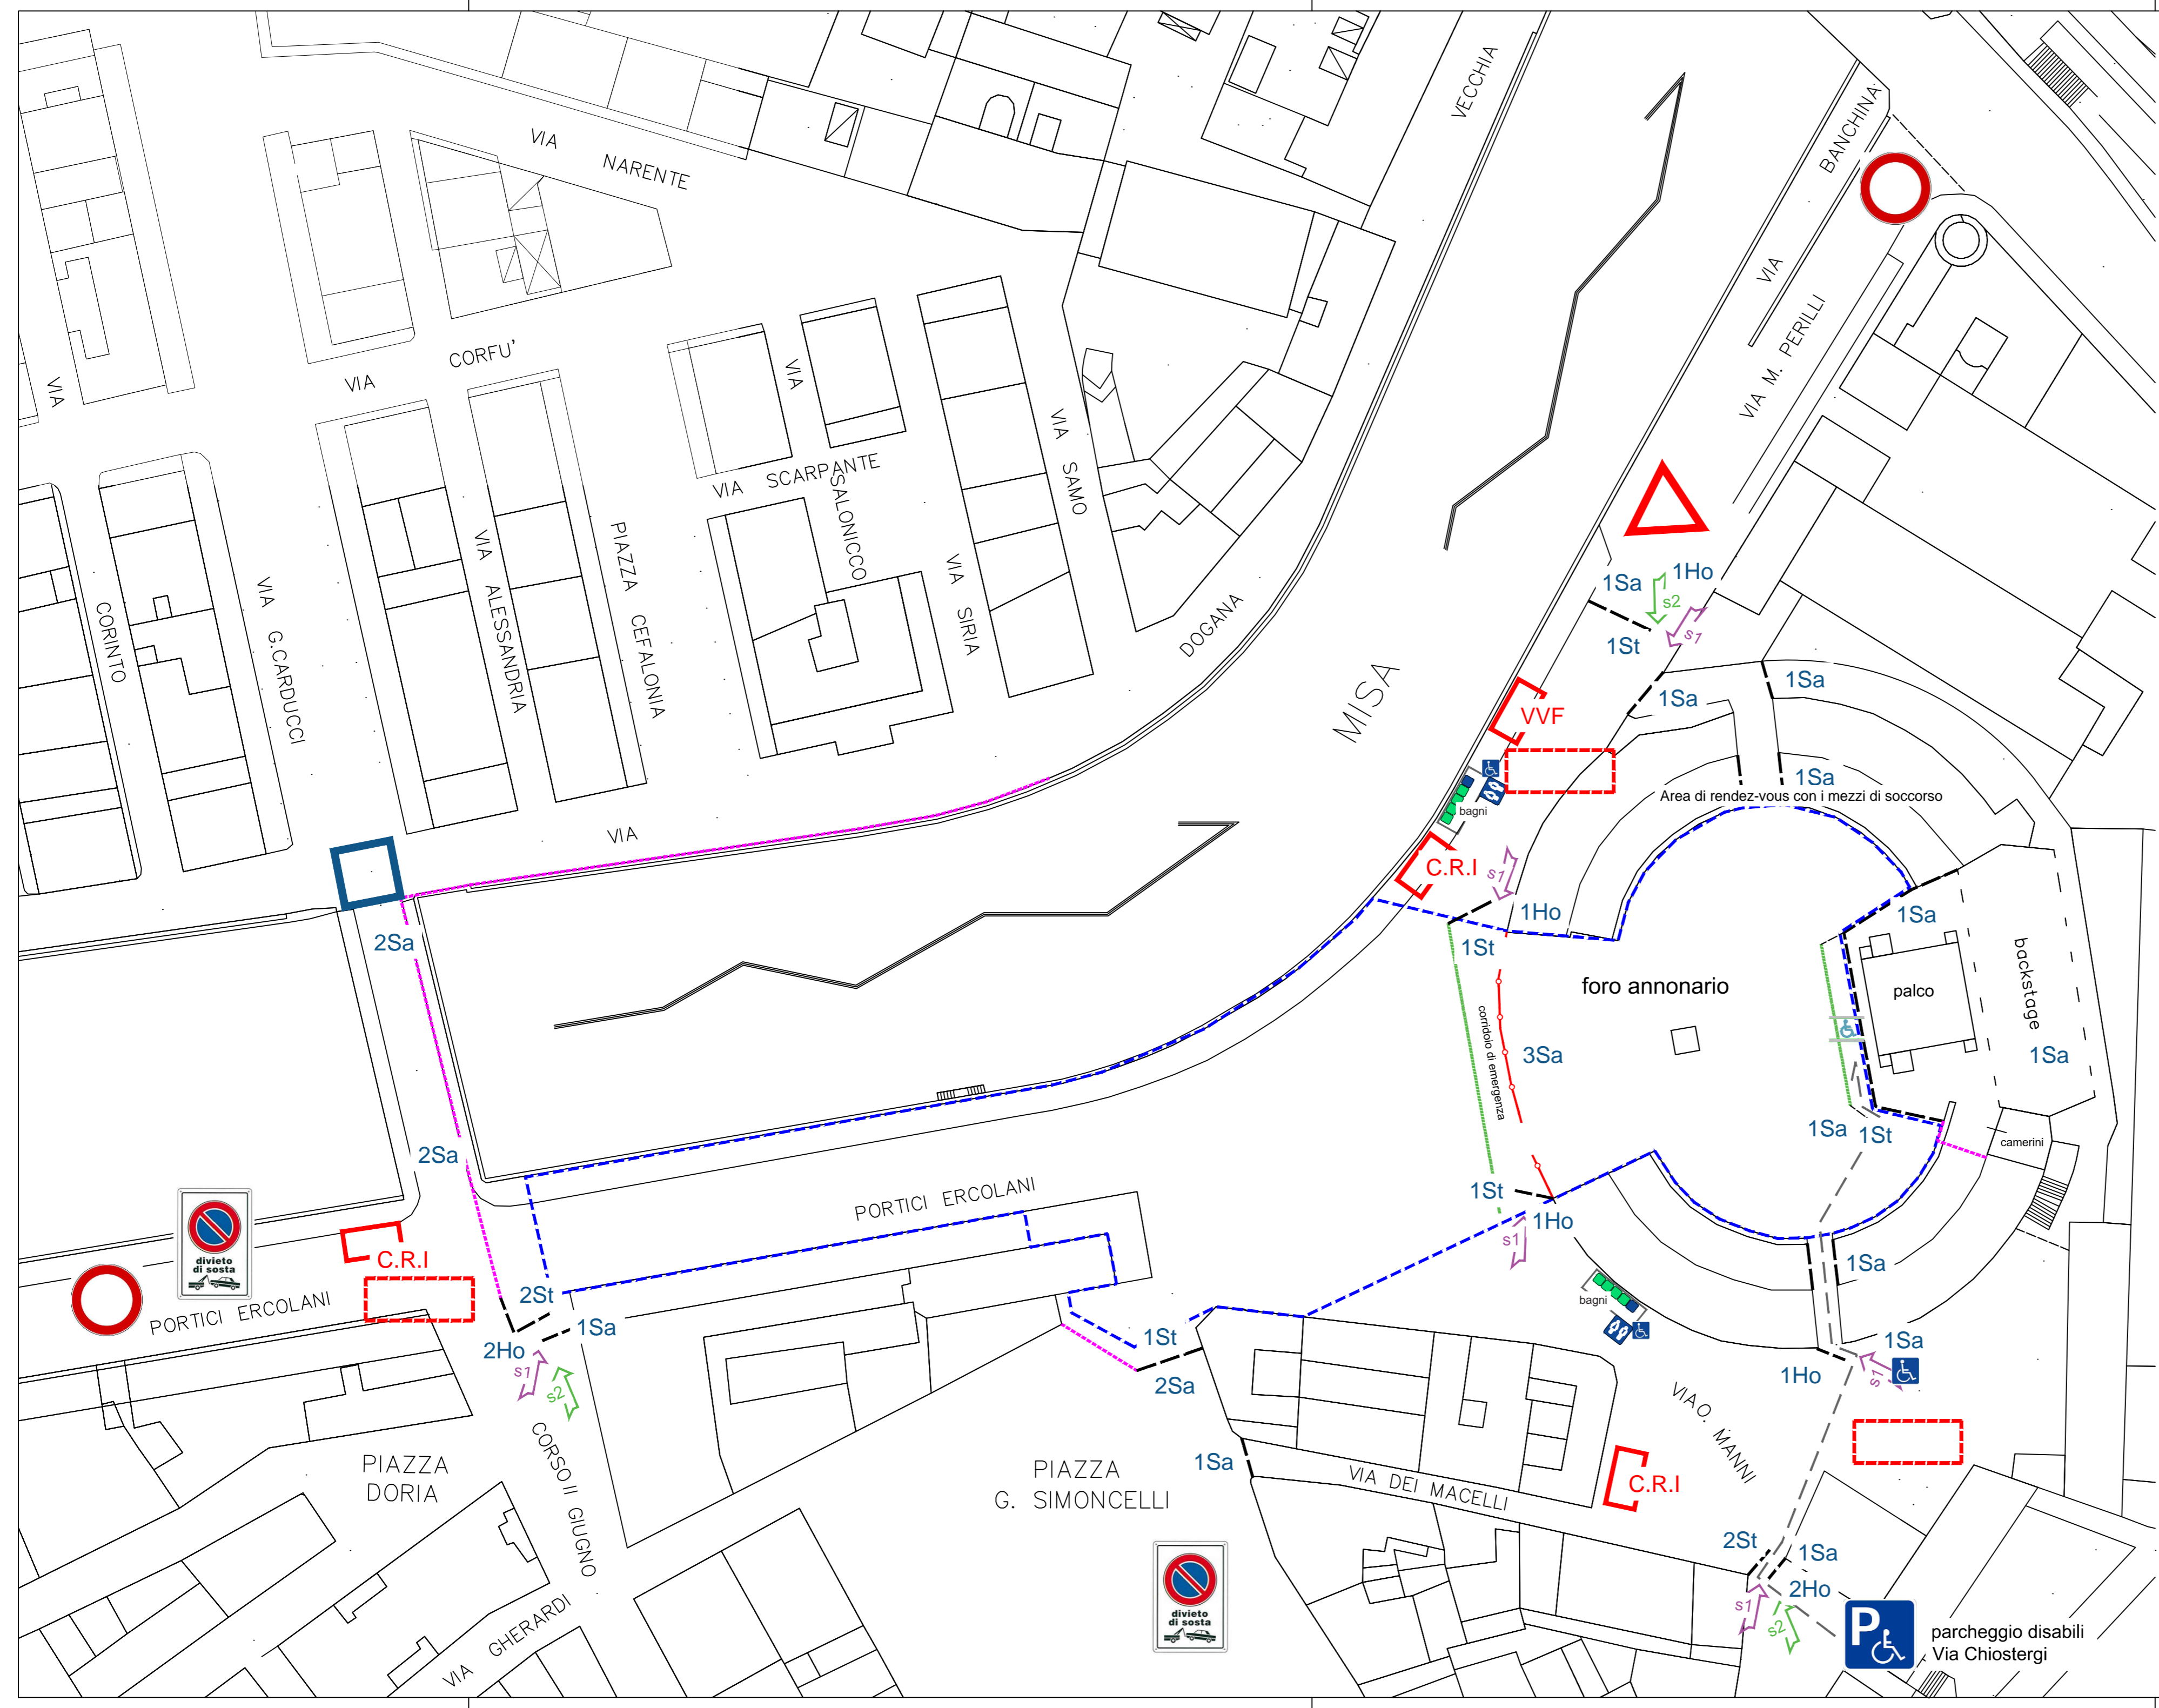 VECCHIA
BANCHINA
VIA
VIA NARENTE
VIA M. PERILLI
VIA CORFU'
VIA
VIA
VIA SCARPANTE
SALONICCO
VIA SAMO
VIA SIRIA
VIA ALESSANDRIA
PIAZZA CEFALONIA
VIA G.CARDUCCI
CORINTO
DOGANA
VIA
MISA
1Sa
1Ho
s2
s1
1St
1Sa
1Sa
VVF
1Sa
Area di rendez-vous con i mezzi di soccorso
bagni
C.R.I
s1
1Ho
1St
1Sa
2Sa
foro annonario
palco
backstage
1Sa
corridoio di emergenza
3Sa
1Sa
1St
camerini
2Sa
1St
1Ho
s1
PORTICI ERCOLANI
divieto
di sosta
C.R.I
PORTICI ERCOLANI
2St
1Sa
2Ho
s1
s2
1St
2Sa
1Sa
bagni
1Sa
1Ho
s1
1Sa
VIA O. MANNI
VIA DEI MACELLI
C.R.I
PIAZZA
DORIA
CORSO II GIUGNO
PIAZZA
G. SIMONCELLI
VIA GHERARDI
divieto
di sosta
2St
1Sa
2Ho
s1
s2
P
parcheggio disabili
Via Chiostergi